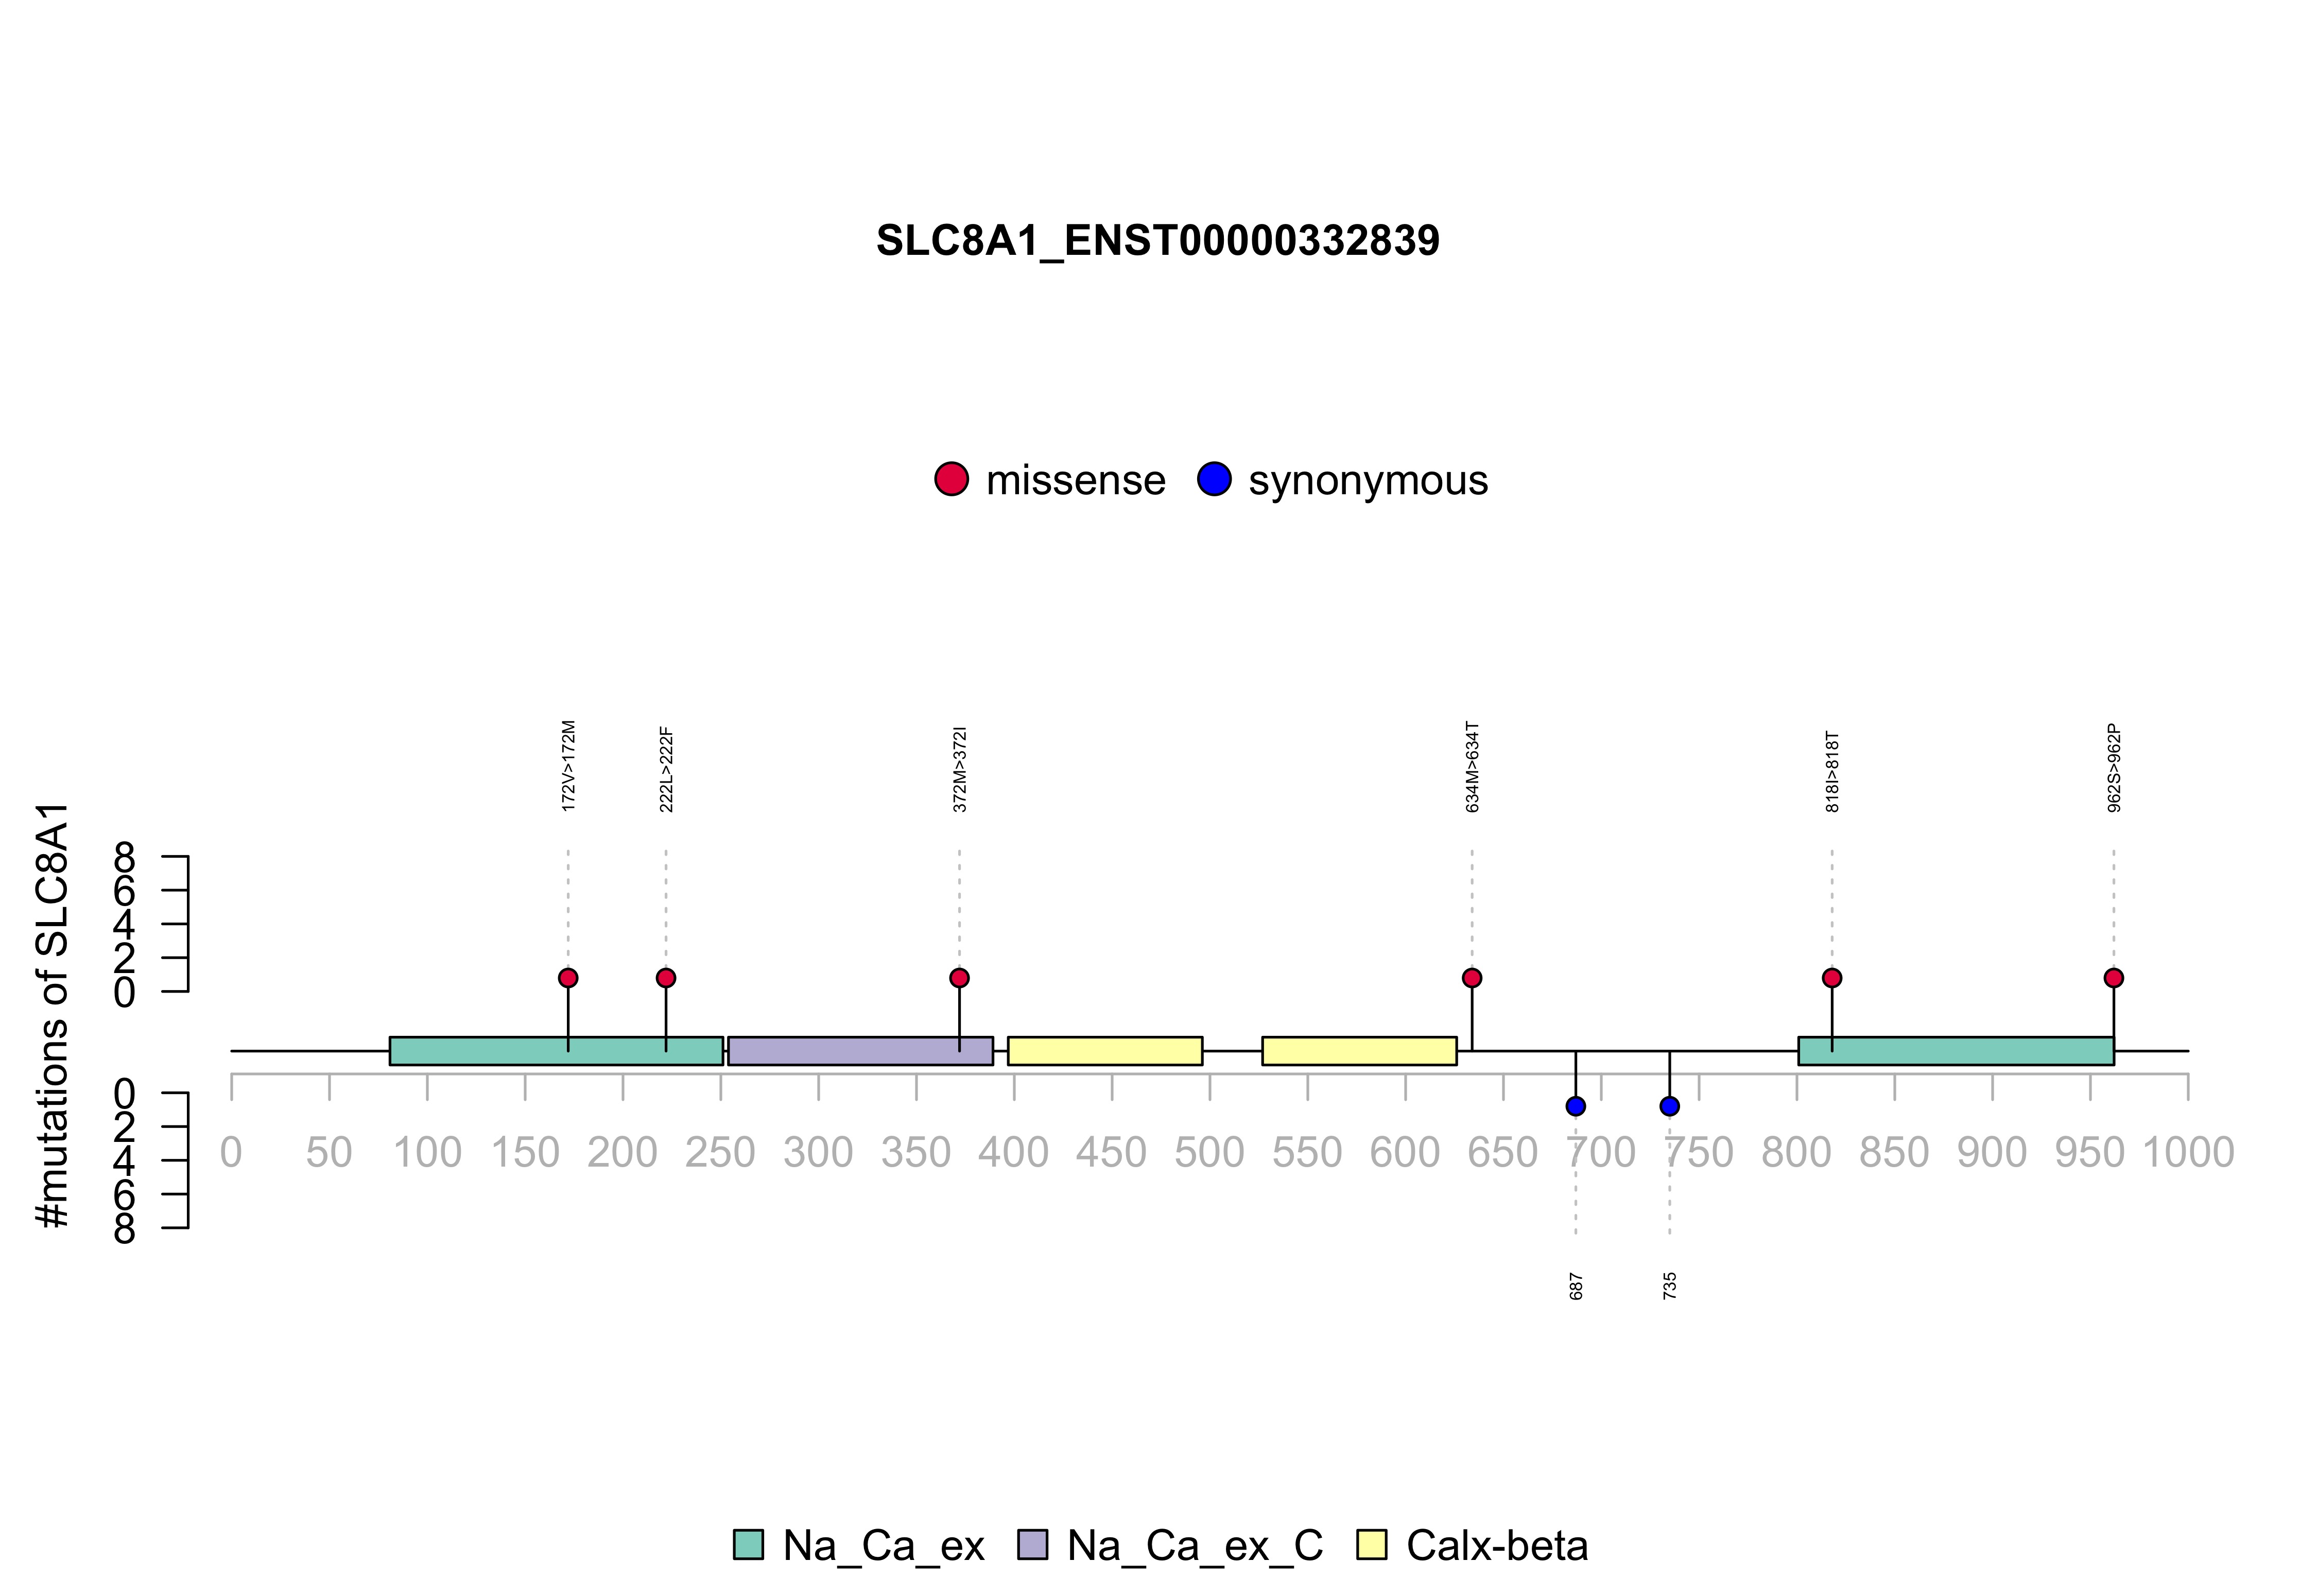 SLC8A1_ENST00000332839
missense synonymous
172V>172M
222L>222F
372M>372I
634M>634T
818I>818T
962S>962P
#mutations of SLC8A1
8
6
4
2
0
0
2
4
6
8
0 50 100 150 200 250 300 350 400 450 500 550 600 650 700 750 800 850 900 950 1000
687
735
Na_Ca_ex Na_Ca_ex_C Calx-beta